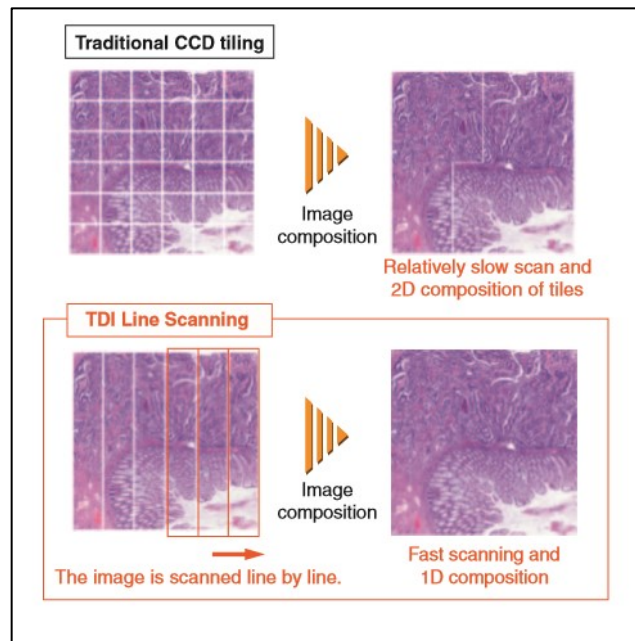 Traditional CCD tiling
Image
composition
Relatively slow scan and
2D composition of tiles
TDI Line Scanning
Image
composition
The image is scanned line by line.
Fast scanning and
1D composition